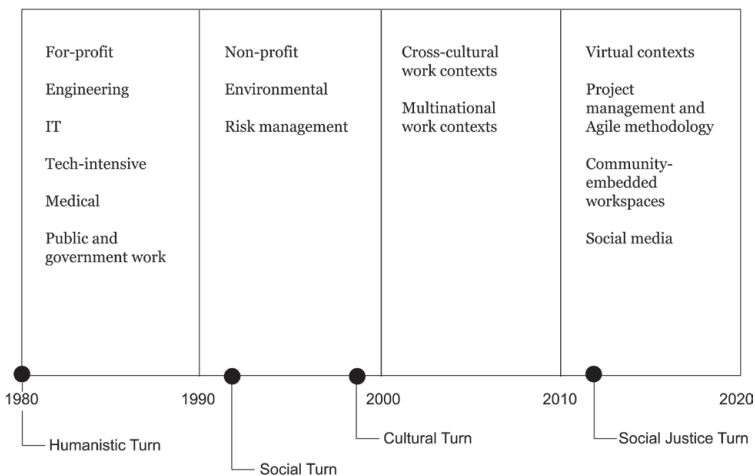 For-profit
Engineering
IT
Tech-intensive
Medical
Public and
government work
Non-profit
Environmental
Risk management
Cross-cultural
work contexts
Multinational
work contexts
Virtual contexts
Project
management and
Agile methodology
Community-
embedded
workspaces
Social media
1980
1990
2000
2010
2020
Humanistic Turn
Social Turn
Cultural Turn
Social Justice Turn